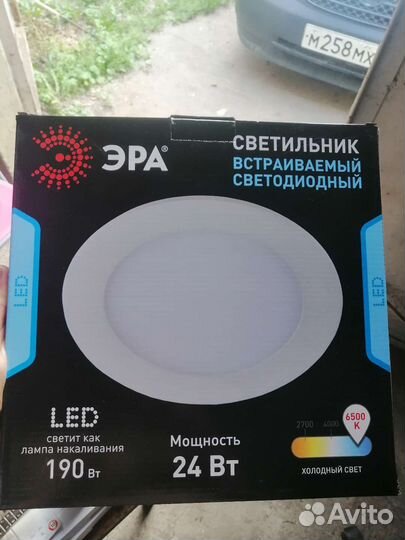 М258МХ
ЭРА®
СВЕТИЛЬНИК
ВСТРАИВАЕМЫЙ
СВЕТОДИОДНЫЙ
LED
LED
LED
светит как
лампа накаливания
190 Вт
Мощность
24 Вт
2700 4000 6500 К
ХОЛОДНЫЙ СВЕТ
Avito